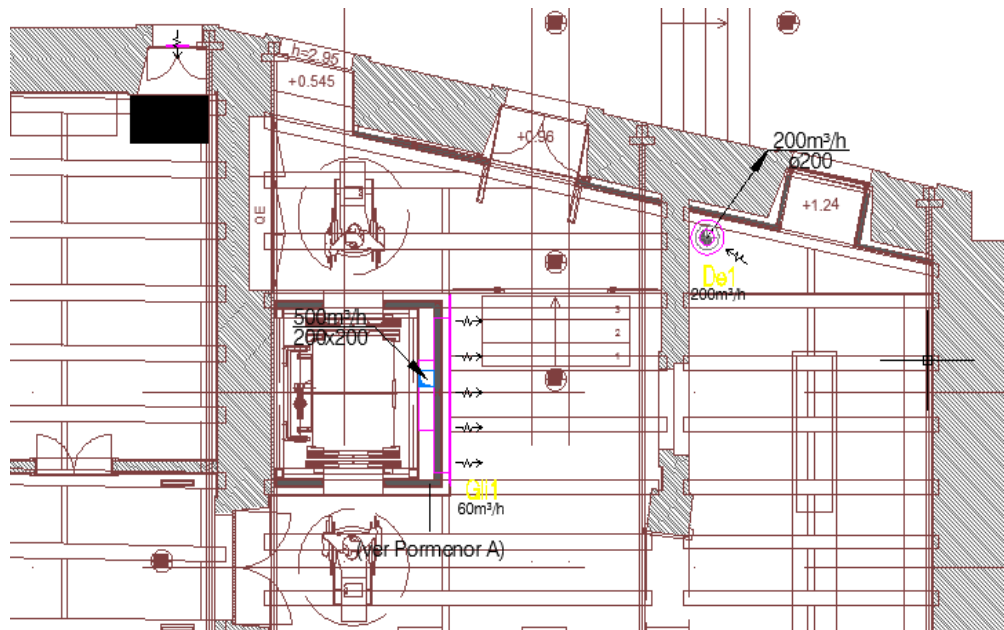 h=2.95
+0.545
+0.96
200m³/h
ø200
+1.24
QE
De1
200m³/h
500m³/h
200x200
3
2
1
Gli1
60m³/h
(ver Pormenor A)